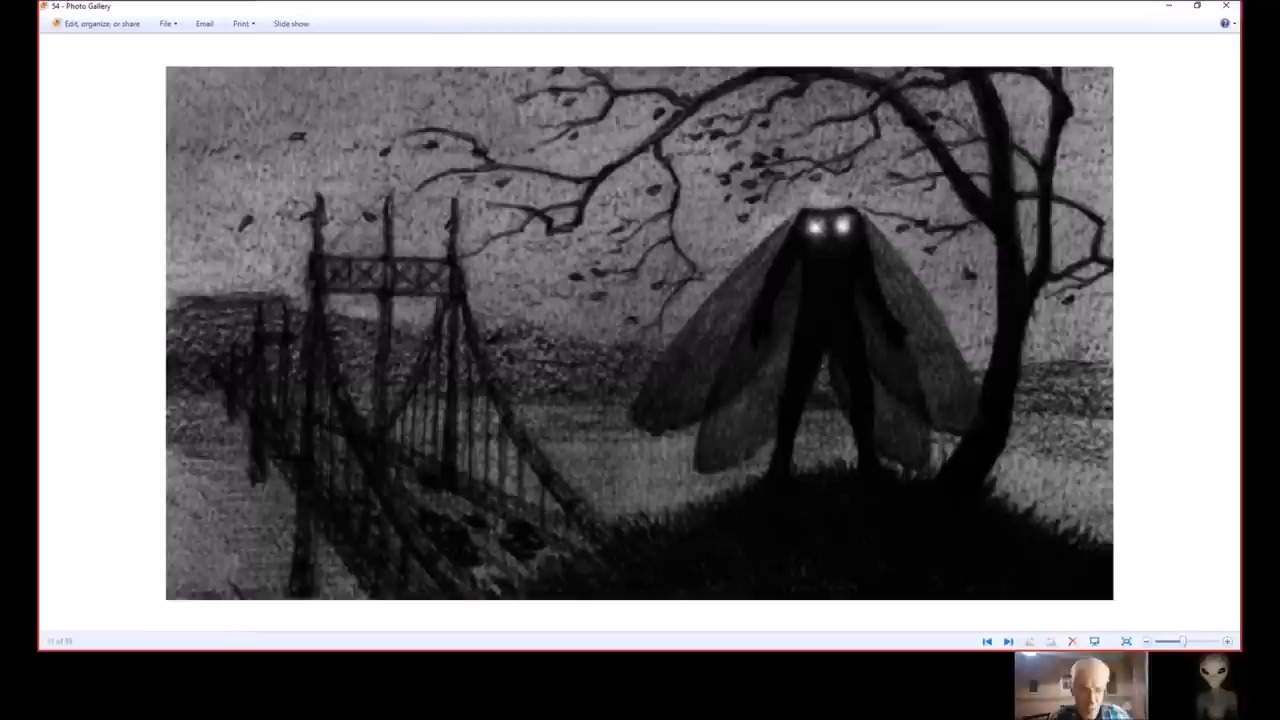 54 - Photo Gallery
Edit, organize, or share File Email Print Slide show